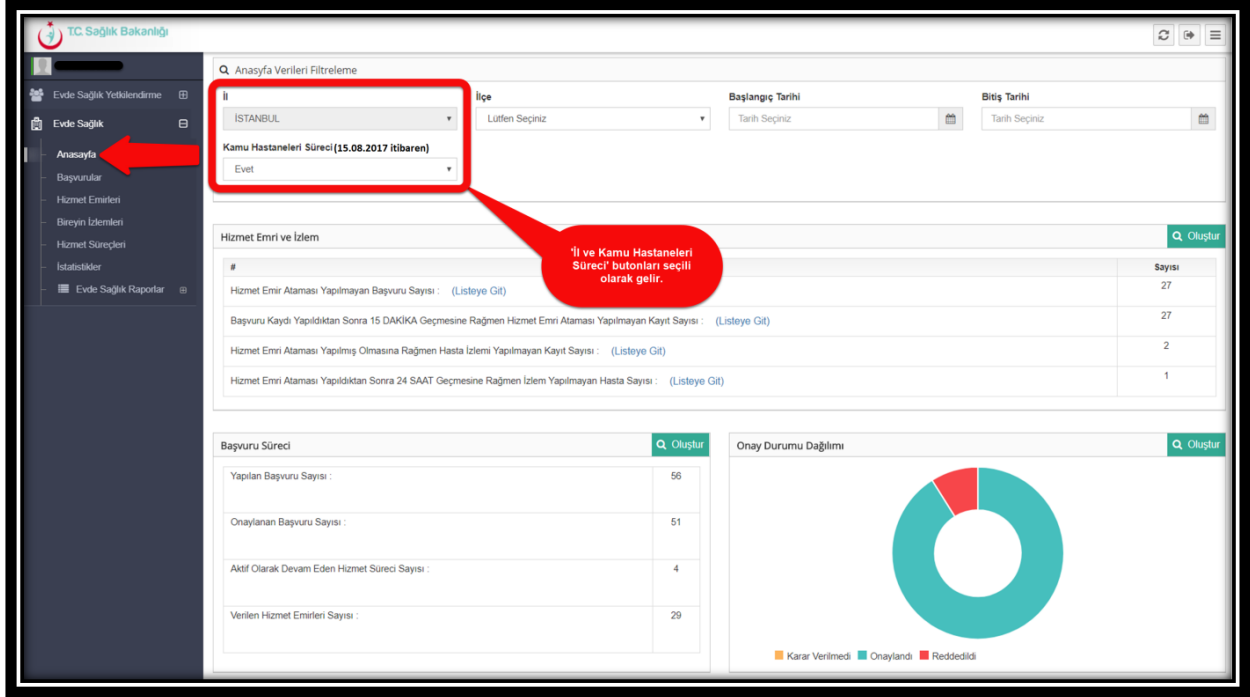 T.C. Sağlık Bakanlığı
Anasyfa Verileri Filtreleme
Evde Sağlık Yetkilendirme
Evde Sağlık
Anasayfa
Başvurular
Hizmet Emirleri
Bireyin İzlemleri
Hizmet Süreçleri
İstatistikler
Evde Sağlık Raporlar
İl
İSTANBUL
İlçe
Lütfen Seçiniz
Başlangıç Tarihi
Tarih Seçiniz
Bitiş Tarihi
Tarih Seçiniz
Kamu Hastaneleri Süreci(15.08.2017 itibaren)
Evet
'İl ve Kamu Hastaneleri
Süreci' butonları seçili
olarak gelir.
Hizmet Emri ve İzlem
Oluştur
# Sayısı
Hizmet Emir Ataması Yapılmayan Başvuru Sayısı : (Listeye Git) 27
Başvuru Kaydı Yapıldıktan Sonra 15 DAKİKA Geçmesine Rağmen Hizmet Emri Ataması Yapılmayan Kayıt Sayısı : (Listeye Git) 27
Hizmet Emri Ataması Yapılmış Olmasına Rağmen Hasta İzlemi Yapılmayan Kayıt Sayısı : (Listeye Git) 2
Hizmet Emri Ataması Yapıldıktan Sonra 24 SAAT Geçmesine Rağmen İzlem Yapılmayan Hasta Sayısı : (Listeye Git) 1
Başvuru Süreci
Oluştur
Yapılan Başvuru Sayısı : 56
Onaylanan Başvuru Sayısı : 51
Aktif Olarak Devam Eden Hizmet Süreci Sayısı : 4
Verilen Hizmet Emirleri Sayısı : 29
Onay Durumu Dağılımı
Oluştur
Karar Verilmedi Onaylandı Reddedildi